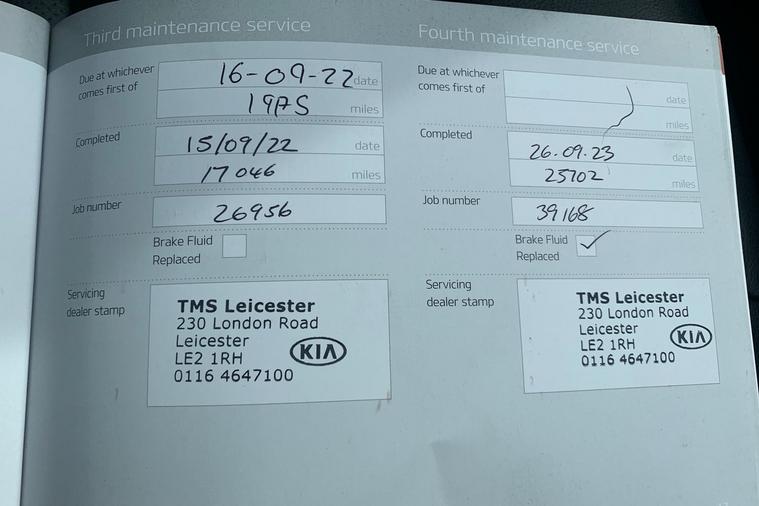 Third maintenance service
Due at whichever
comes first of
16-09-22 date
miles
Completed
15/09/22 date
17046 miles
Job number
26956
Brake Fluid
Replaced
Servicing
dealer stamp
TMS Leicester
230 London Road
Leicester
LE2 1RH
KIA
0116 4647100
Fourth maintenance service
Due at whichever
comes first of
date
miles
Completed
26.09.23 date
miles
Job number
39168
Brake Fluid
Replaced
Servicing
dealer stamp
TMS Leicester
230 London Road
Leicester
LE2 1RH
KIA
0116 4647100